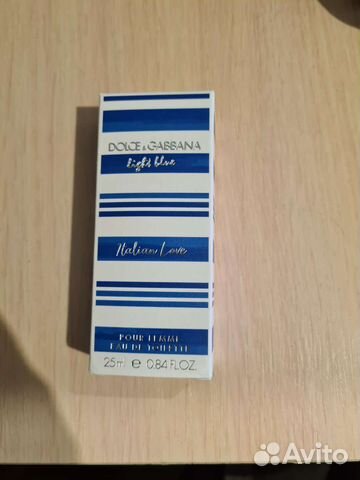 DOLCE & GABBANA
light blue
Italian Love
POUR FEMME
EAU DE TOILETTE
25ml e 0.84 FL.OZ.
Avito